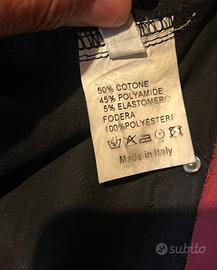 50% COTONE
45% POLYAMIDE
5% ELASTOMERO
FODERA
100%POLYESTERE
Made in Italy
subito